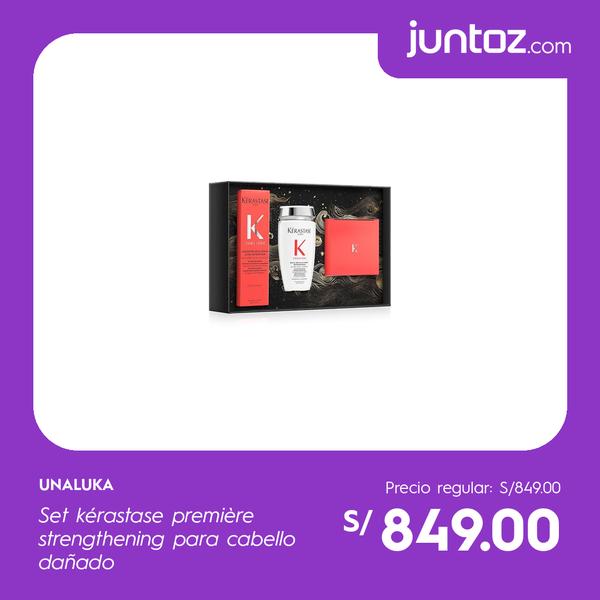 juntoz.com
KÉRASTASE
K
KÉRASTASE
K
K
UNALUKA
Set kérastase première
strengthening para cabello
dañado
Precio regular: S/849.00
S/ 849.00